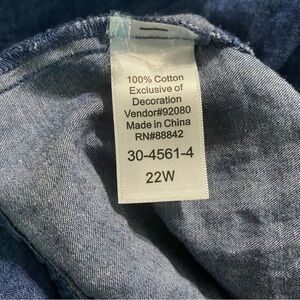 100% Cotton
Exclusive of
Decoration
Vendor#92080
Made in China
RN#88842
30-4561-4
22W